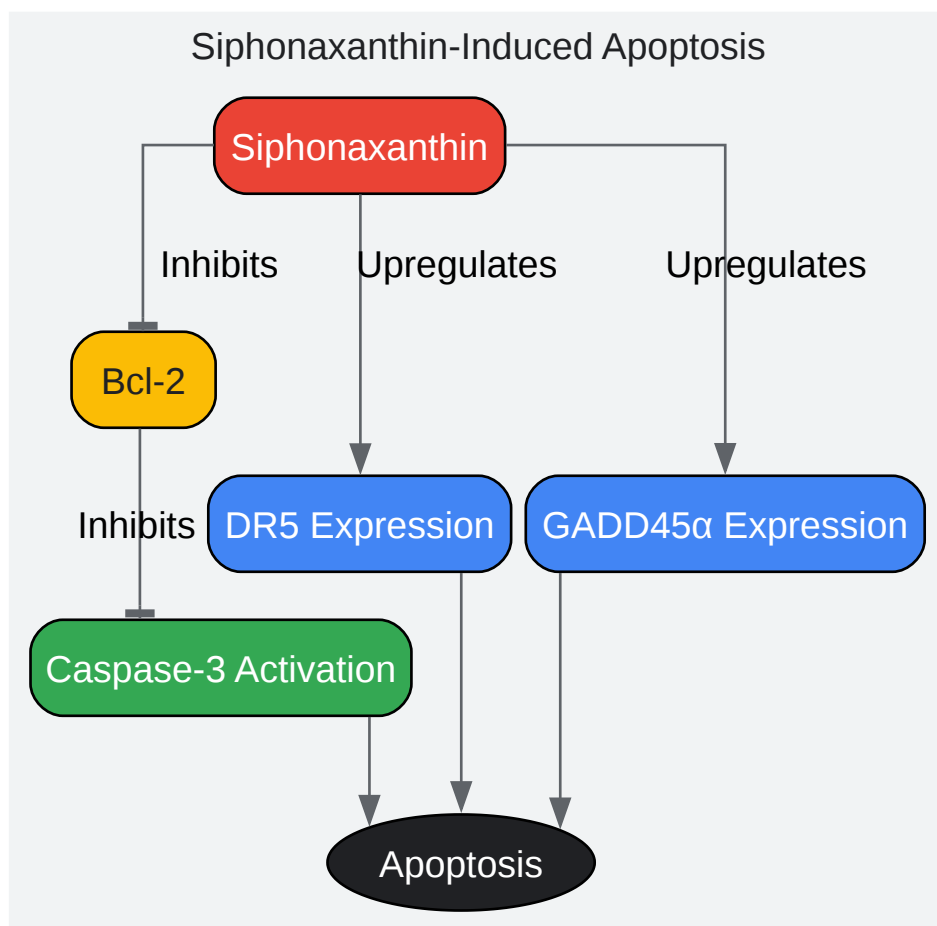 Siphonaxanthin-Induced Apoptosis
Siphonaxanthin
Inhibits
Upregulates
Upregulates
Bcl-2
Inhibits
DR5 Expression
GADD45α Expression
Caspase-3 Activation
Apoptosis